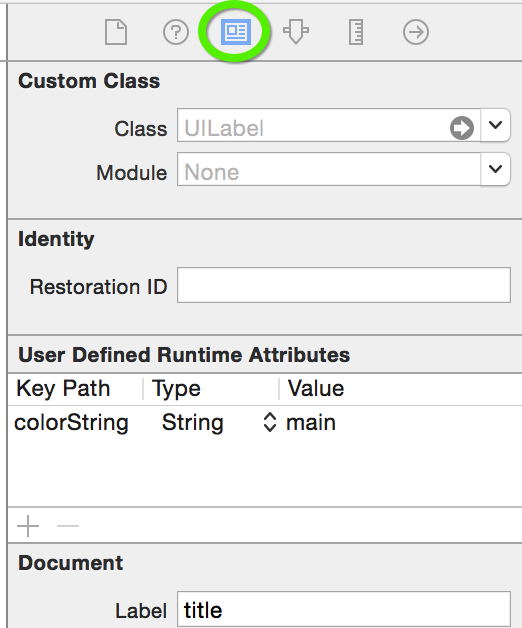 Custom Class
Class UILabel
Module None
Identity
Restoration ID
User Defined Runtime Attributes
Key Path Type Value
colorString String main
Document
Label title